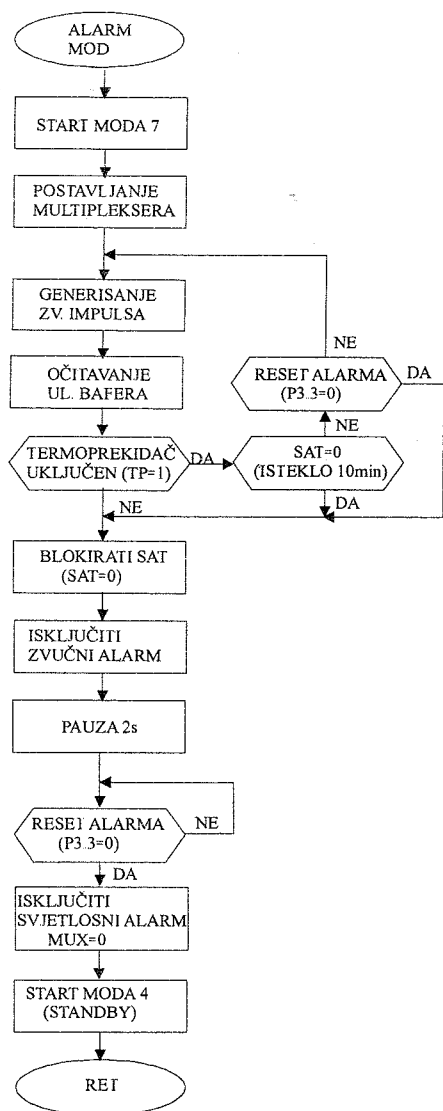 ALARM
MOD
START MODA 7
POSTAVLJANJE
MULTIPLEKSERA
GENERISANJE
ZV. IMPULSA
NE
DA
OČITAVANJE
UL. BAFERA
RESET ALARMA
(P3.3=0)
NE
TERMOPREKIDAČ
UKLJUČEN (TP=1)
DA
SAT=0
(ISTEKLO 10min)
NE
DA
BLOKIRATI SAT
(SAT=0)
ISKLJUČITI
ZVUČNI ALARM
PAUZA 2s
RESET ALARMA
(P3.3=0)
NE
DA
ISKLJUČITI
SVJETLOSNI ALARM
MUX=0
START MODA 4
(STANDBY)
RET